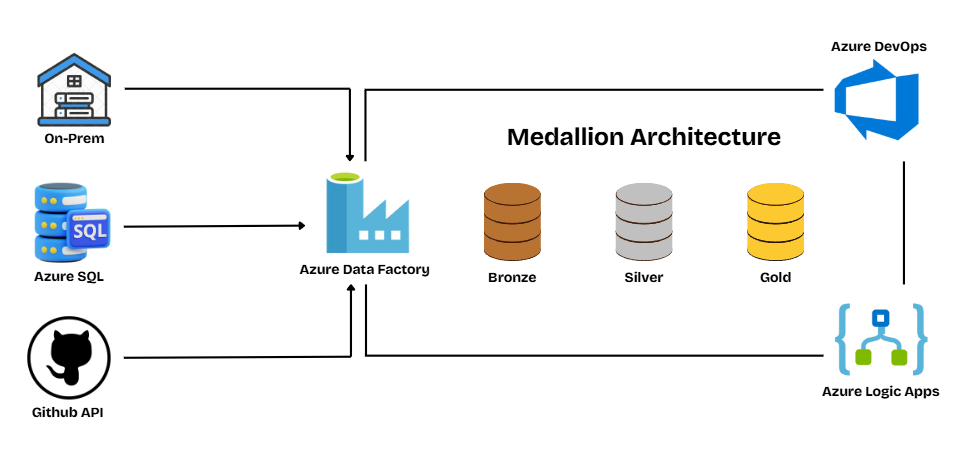 Azure DevOps
On-Prem
Medallion Architecture
SQL
Azure SQL
Azure Data Factory
Bronze
Silver
Gold
Github API
Azure Logic Apps